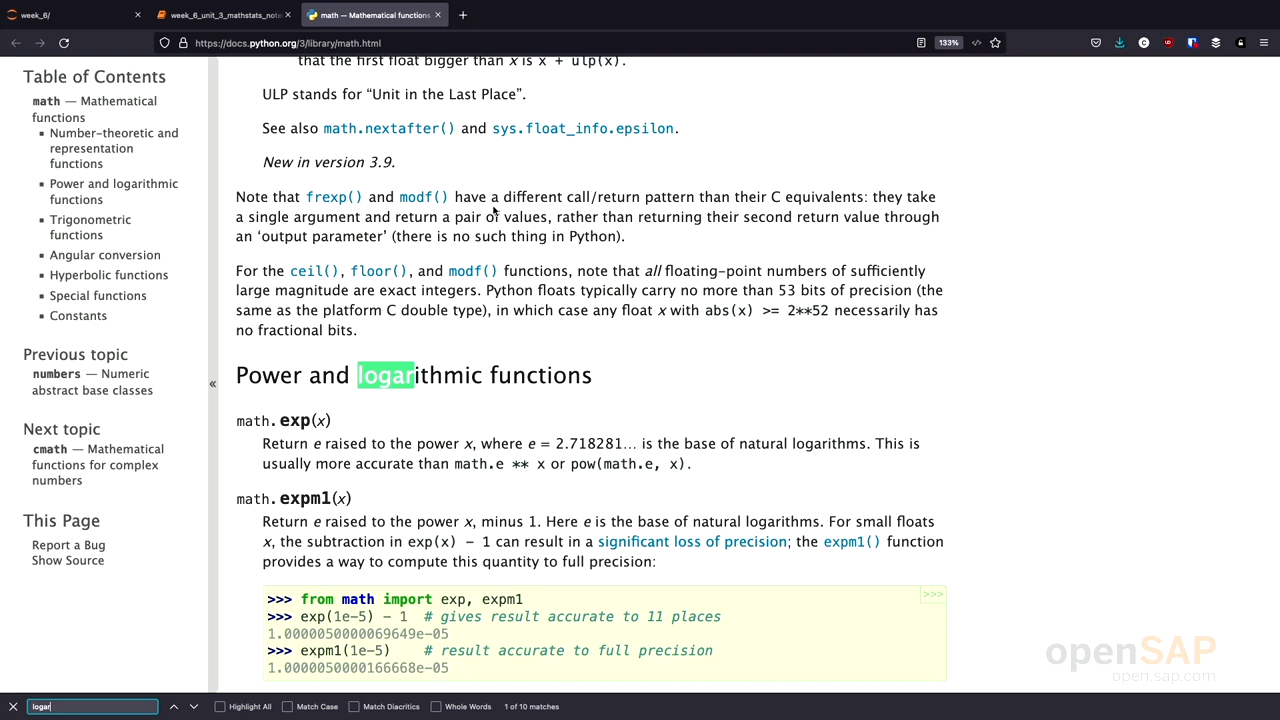 week_6/
week_6_unit_3_mathstats_note
math — Mathematical functions
https://docs.python.org/3/library/math.html
133%
Table of Contents
math — Mathematical
functions
Number-theoretic and
representation
functions
Power and logarithmic
functions
Trigonometric
functions
Angular conversion
Hyperbolic functions
Special functions
Constants
Previous topic
numbers — Numeric
abstract base classes
Next topic
cmath — Mathematical
functions for complex
numbers
This Page
Report a Bug
Show Source
«
that the first float bigger than x is x + ulp(x).
ULP stands for “Unit in the Last Place”.
See also math.nextafter() and sys.float_info.epsilon.
New in version 3.9.
Note that frexp() and modf() have a different call/return pattern than their C equivalents: they take
a single argument and return a pair of values, rather than returning their second return value through
an ‘output parameter’ (there is no such thing in Python).
For the ceil(), floor(), and modf() functions, note that all floating-point numbers of sufficiently
large magnitude are exact integers. Python floats typically carry no more than 53 bits of precision (the
same as the platform C double type), in which case any float x with abs(x) >= 2**52 necessarily has
no fractional bits.
Power and logarithmic functions
math.exp(x)
Return e raised to the power x, where e = 2.718281… is the base of natural logarithms. This is
usually more accurate than math.e ** x or pow(math.e, x).
math.expm1(x)
Return e raised to the power x, minus 1. Here e is the base of natural logarithms. For small floats
x, the subtraction in exp(x) - 1 can result in a significant loss of precision; the expm1() function
provides a way to compute this quantity to full precision:
>>>
>>> from math import exp, expm1
>>> exp(1e-5) - 1  # gives result accurate to 11 places
1.0000050000069649e-05
>>> expm1(1e-5)    # result accurate to full precision
1.0000050000166668e-05
openSAP
open.sap.com
logar
Highlight All
Match Case
Match Diacritics
Whole Words
1 of 10 matches